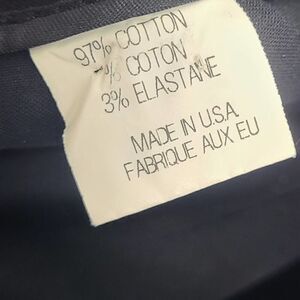 97% COTTON
% COTON
3% ELASTANE
MADE IN U.S.A.
FABRIQUE AUX EU